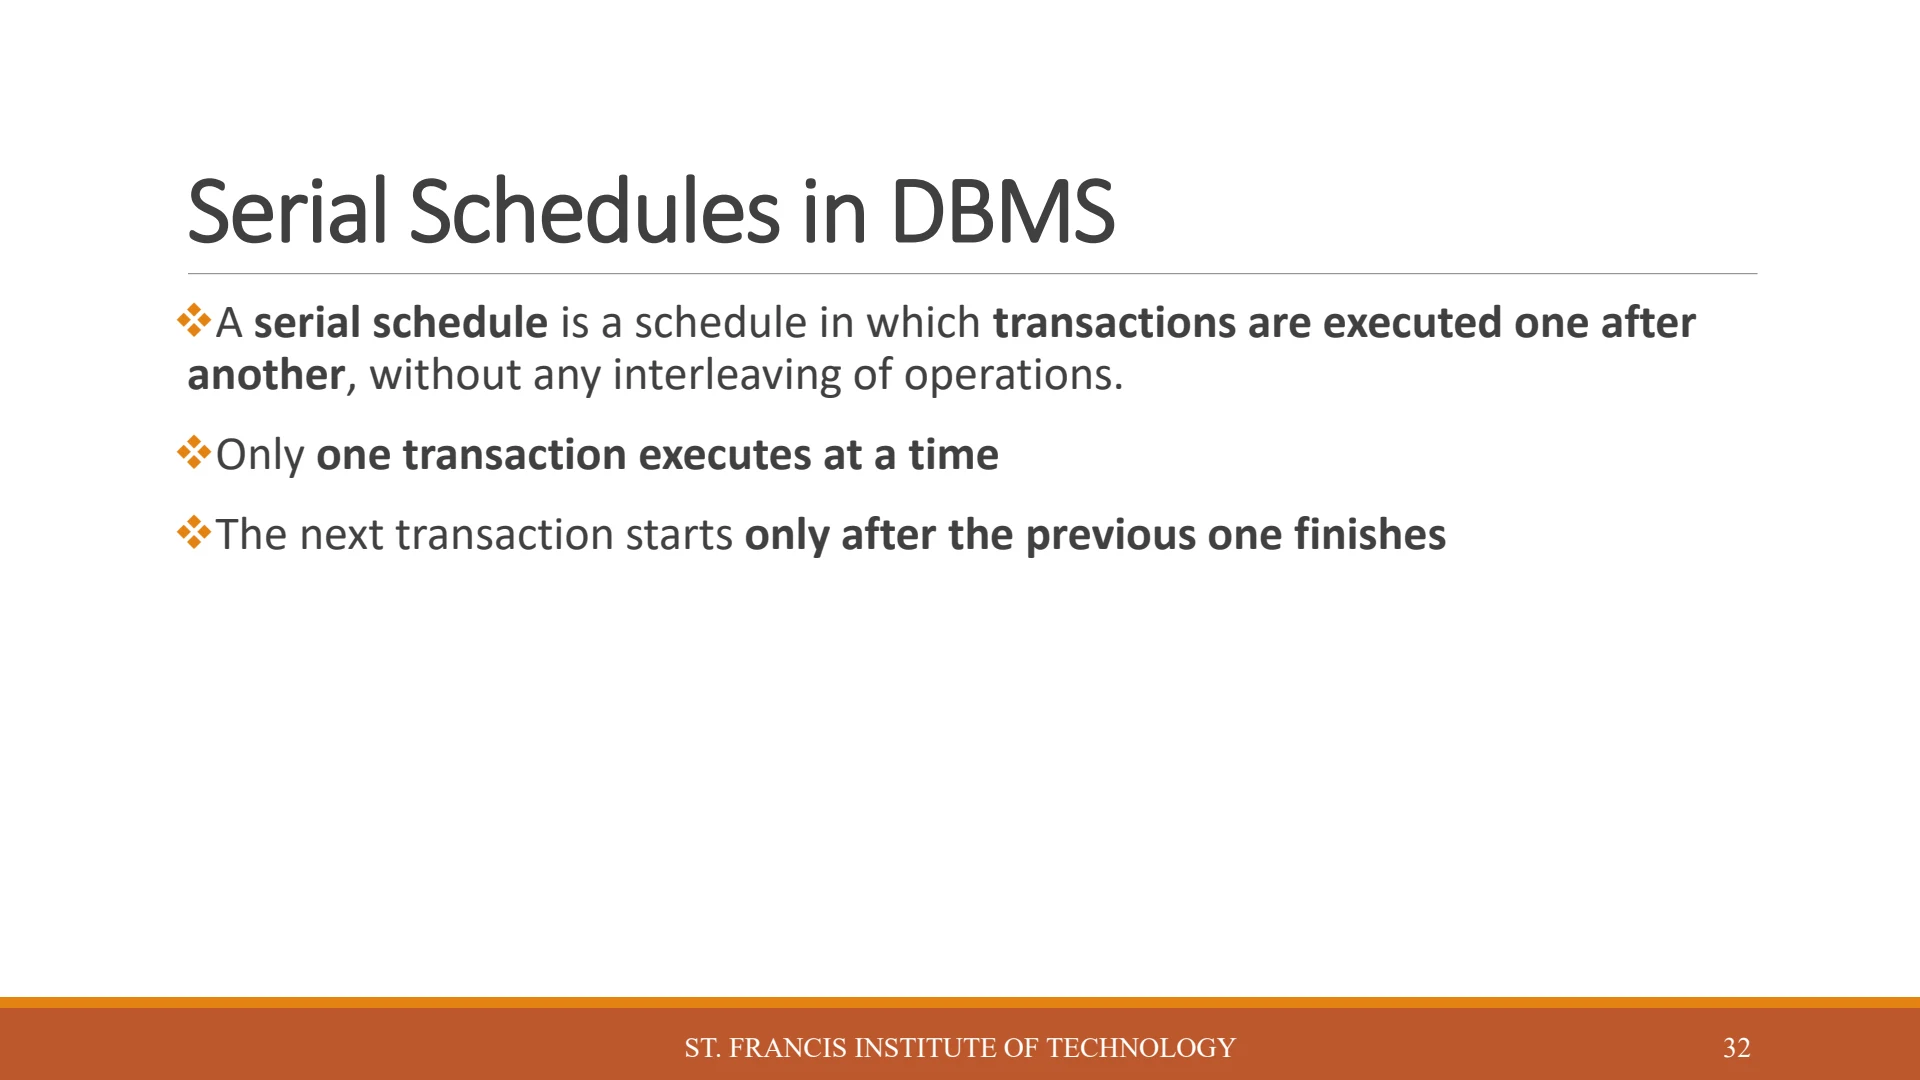 Serial Schedules in DBMS
❖A serial schedule is a schedule in which transactions are executed one after
another, without any interleaving of operations.
❖Only one transaction executes at a time
❖The next transaction starts only after the previous one finishes
ST. FRANCIS INSTITUTE OF TECHNOLOGY
32